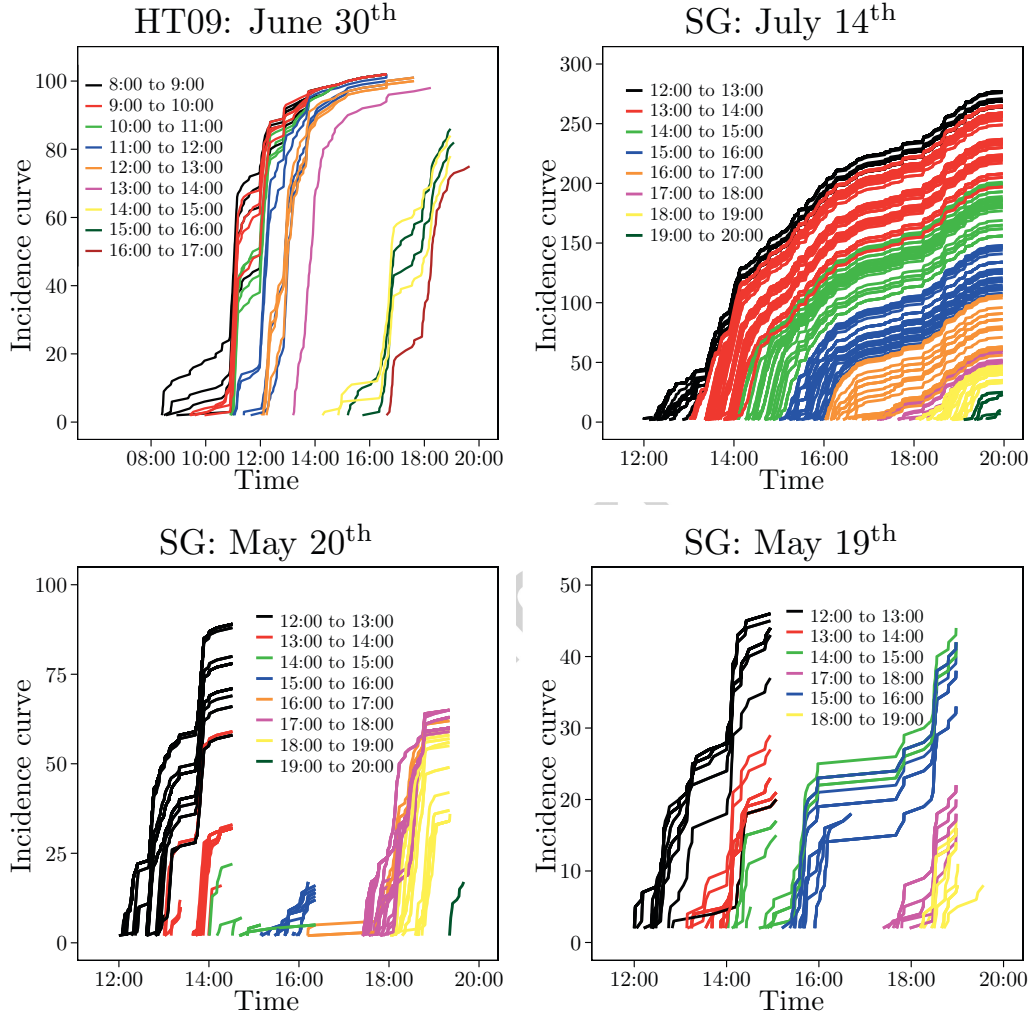 HT09: June 30th
Incidence curve
100
80
60
40
20
0
8:00 to 9:00
9:00 to 10:00
10:00 to 11:00
11:00 to 12:00
12:00 to 13:00
13:00 to 14:00
14:00 to 15:00
15:00 to 16:00
16:00 to 17:00
08:00 10:00 12:00 14:00 16:00 18:00 20:00
Time
SG: July 14th
Incidence curve
300
250
200
150
100
50
0
12:00 to 13:00
13:00 to 14:00
14:00 to 15:00
15:00 to 16:00
16:00 to 17:00
17:00 to 18:00
18:00 to 19:00
19:00 to 20:00
12:00 14:00 16:00 18:00 20:00
Time
SG: May 20th
Incidence curve
100
75
50
25
0
12:00 to 13:00
13:00 to 14:00
14:00 to 15:00
15:00 to 16:00
16:00 to 17:00
17:00 to 18:00
18:00 to 19:00
19:00 to 20:00
12:00 14:00 16:00 18:00 20:00
Time
SG: May 19th
Incidence curve
50
40
30
20
10
0
12:00 to 13:00
13:00 to 14:00
14:00 to 15:00
17:00 to 18:00
15:00 to 16:00
18:00 to 19:00
12:00 14:00 16:00 18:00 20:00
Time